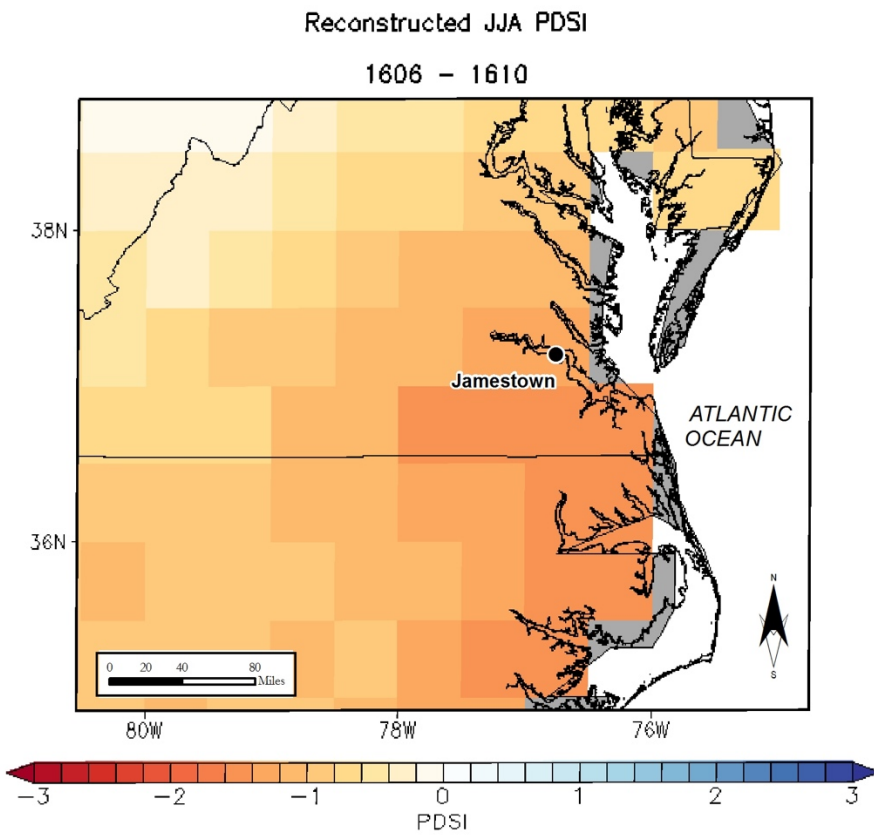 Reconstructed JJA PDSI
1606 – 1610
38N
Jamestown
ATLANTIC
OCEAN
36N
N
S
0 20 40 80
Miles
80W 78W 76W
−3 −2 −1 0 1 2 3
PDSI